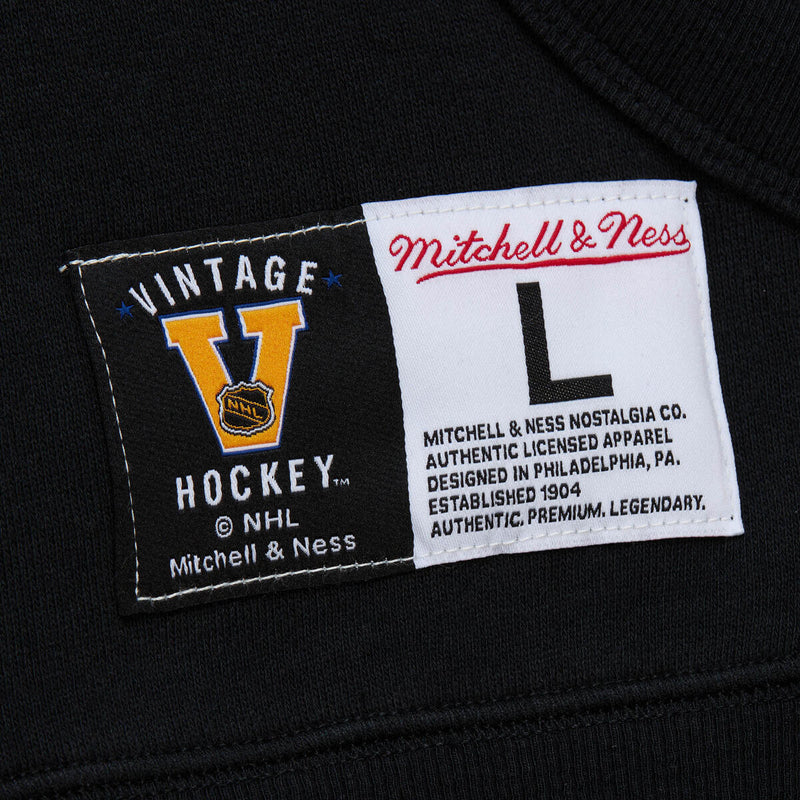 VINTAGE
V
NHL
HOCKEY™
© NHL
Mitchell & Ness
Mitchell & Ness
L
MITCHELL & NESS NOSTALGIA CO.
AUTHENTIC LICENSED APPAREL
DESIGNED IN PHILADELPHIA, PA.
ESTABLISHED 1904
AUTHENTIC. PREMIUM. LEGENDARY.